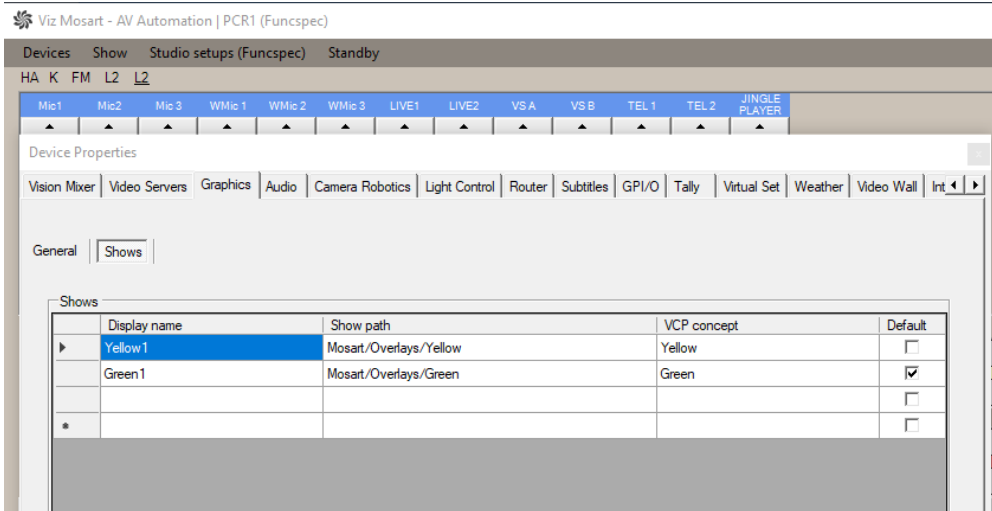 Viz Mosart - AV Automation | PCR1 (Funcspec)
Devices Show Studio setups (Funcspec) Standby
HA K FM L2 L2
Mic1 Mic2 Mic 3 WMic 1 WMic 2 WMic 3 LIVE1 LIVE2 VS A VS B TEL 1 TEL 2 JINGLE PLAYER
Device Properties
Vision Mixer Video Servers Graphics Audio Camera Robotics Light Control Router Subtitles GPI/O Tally Virtual Set Weather Video Wall Int
General Shows
Shows
Display name Show path VCP concept Default
Yellow1 Mosart/Overlays/Yellow Yellow
Green1 Mosart/Overlays/Green Green